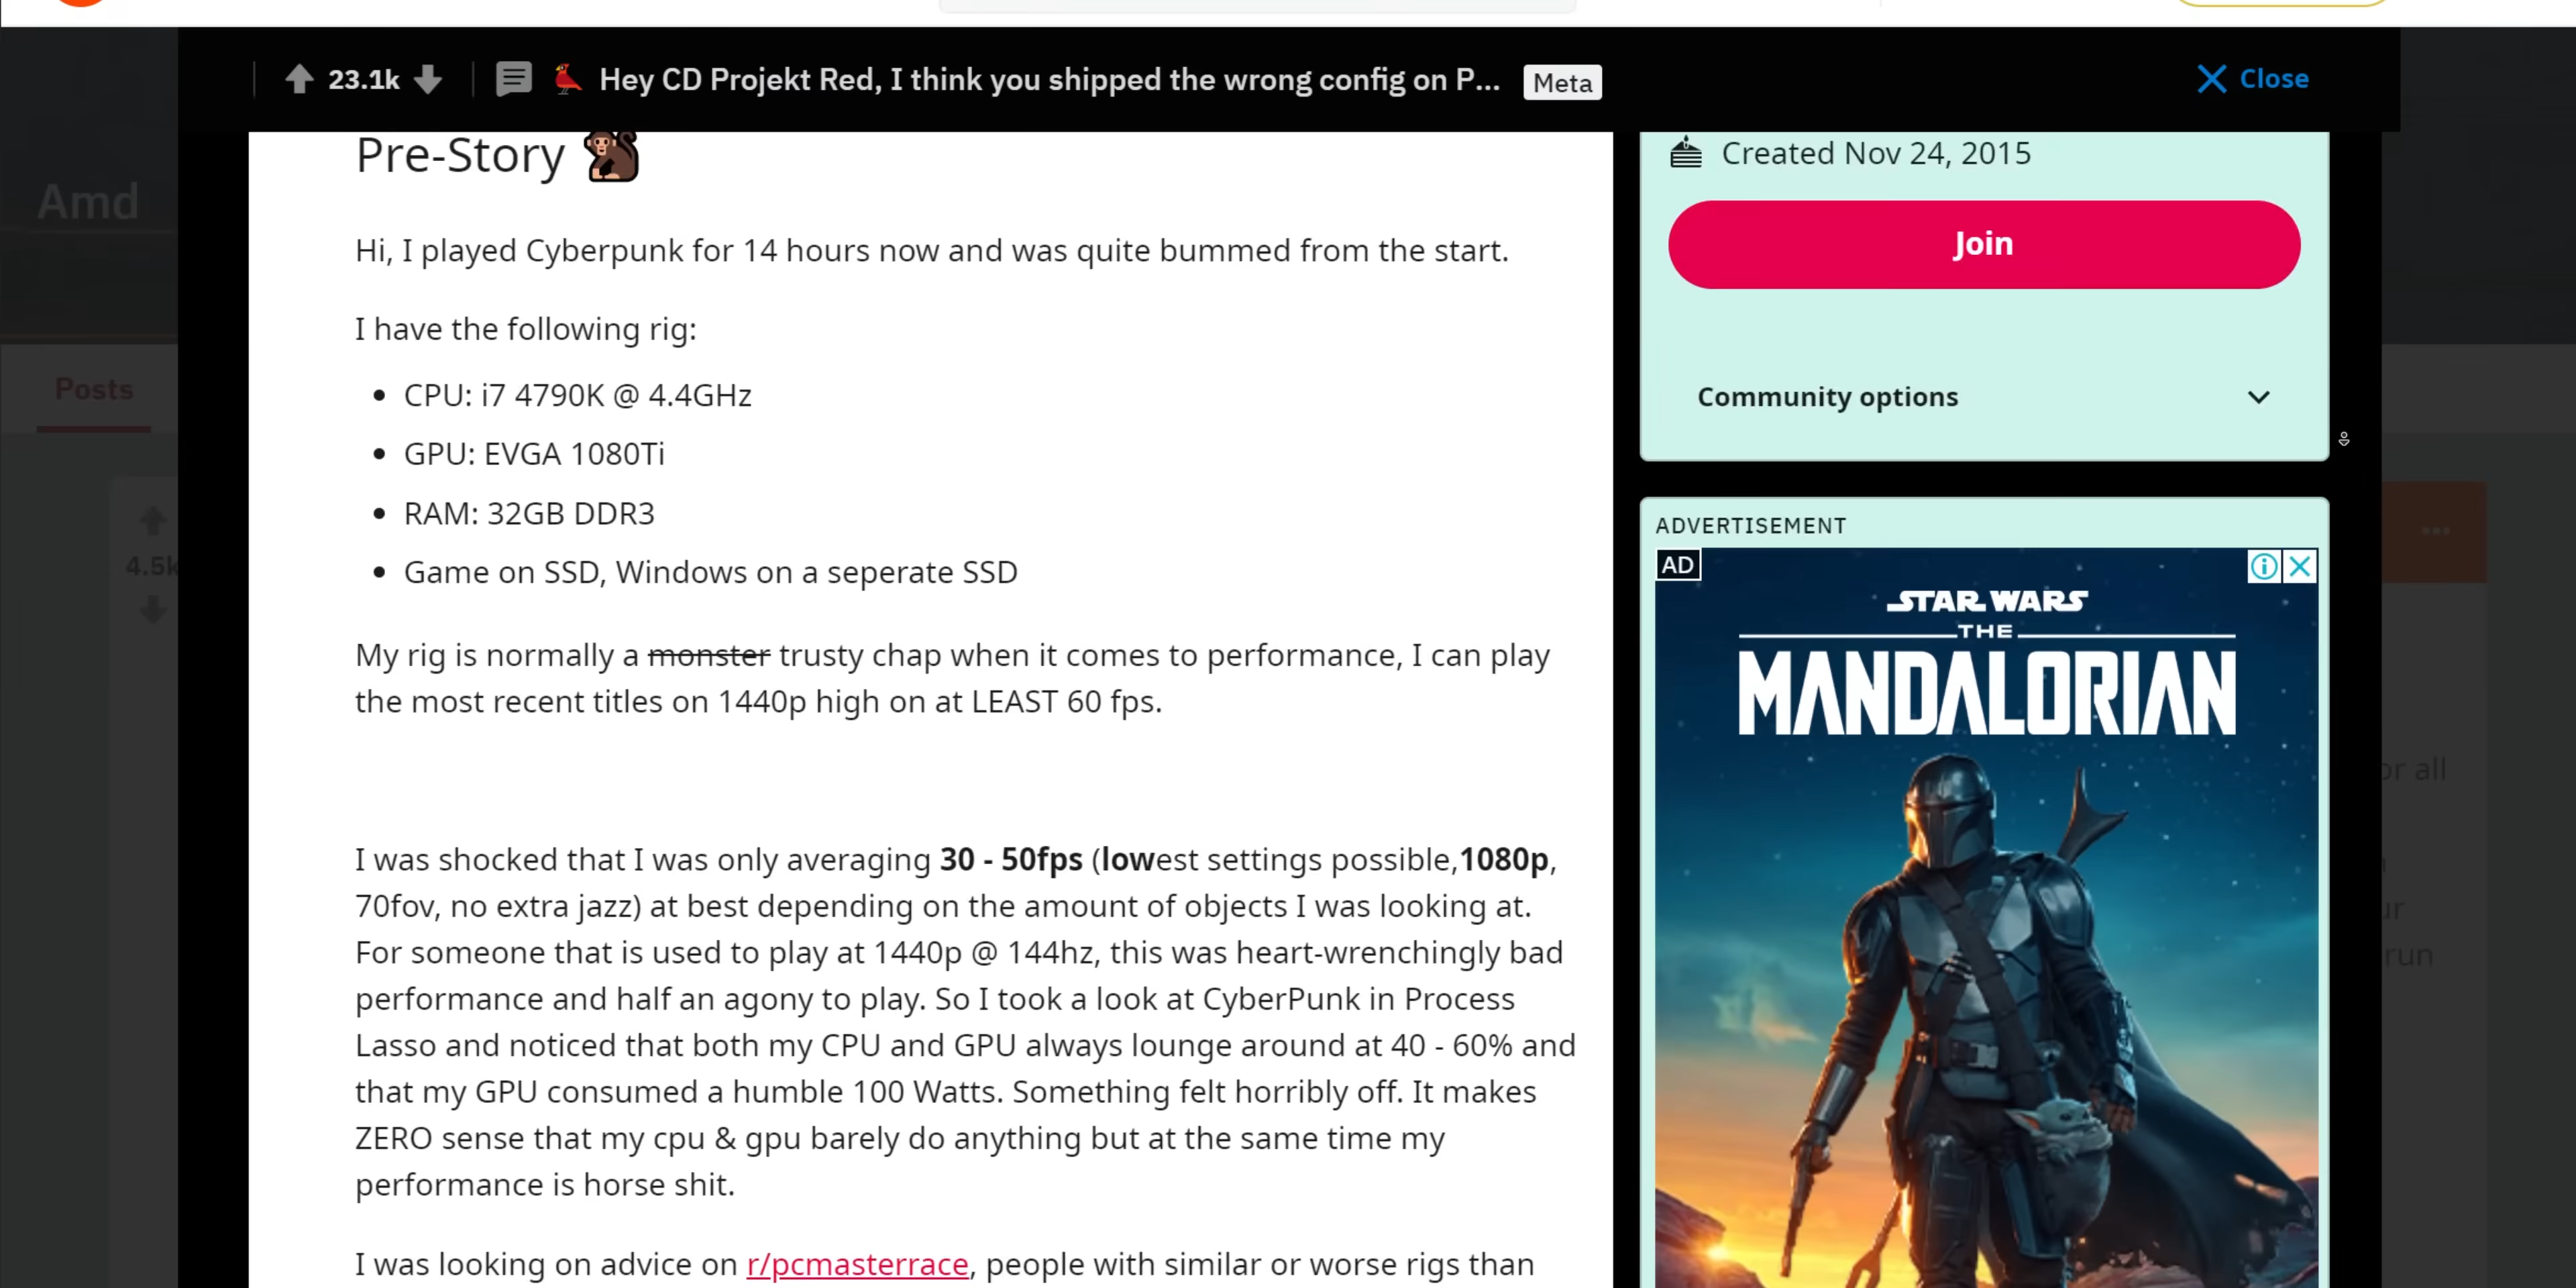 23.1k
Hey CD Projekt Red, I think you shipped the wrong config on P...
Meta
Close
Amd
Posts
4.5k
Pre-Story
Hi, I played Cyberpunk for 14 hours now and was quite bummed from the start.
I have the following rig:
• CPU: i7 4790K @ 4.4GHz
• GPU: EVGA 1080Ti
• RAM: 32GB DDR3
• Game on SSD, Windows on a seperate SSD
My rig is normally a monster trusty chap when it comes to performance, I can play
the most recent titles on 1440p high on at LEAST 60 fps.
I was shocked that I was only averaging 30 - 50fps (lowest settings possible,1080p,
70fov, no extra jazz) at best depending on the amount of objects I was looking at.
For someone that is used to play at 1440p @ 144hz, this was heart-wrenchingly bad
performance and half an agony to play. So I took a look at CyberPunk in Process
Lasso and noticed that both my CPU and GPU always lounge around at 40 - 60% and
that my GPU consumed a humble 100 Watts. Something felt horribly off. It makes
ZERO sense that my cpu & gpu barely do anything but at the same time my
performance is horse shit.
I was looking on advice on r/pcmasterrace, people with similar or worse rigs than
Created Nov 24, 2015
Join
Community options
ADVERTISEMENT
AD
STAR WARS
THE
MANDALORIAN
all
run